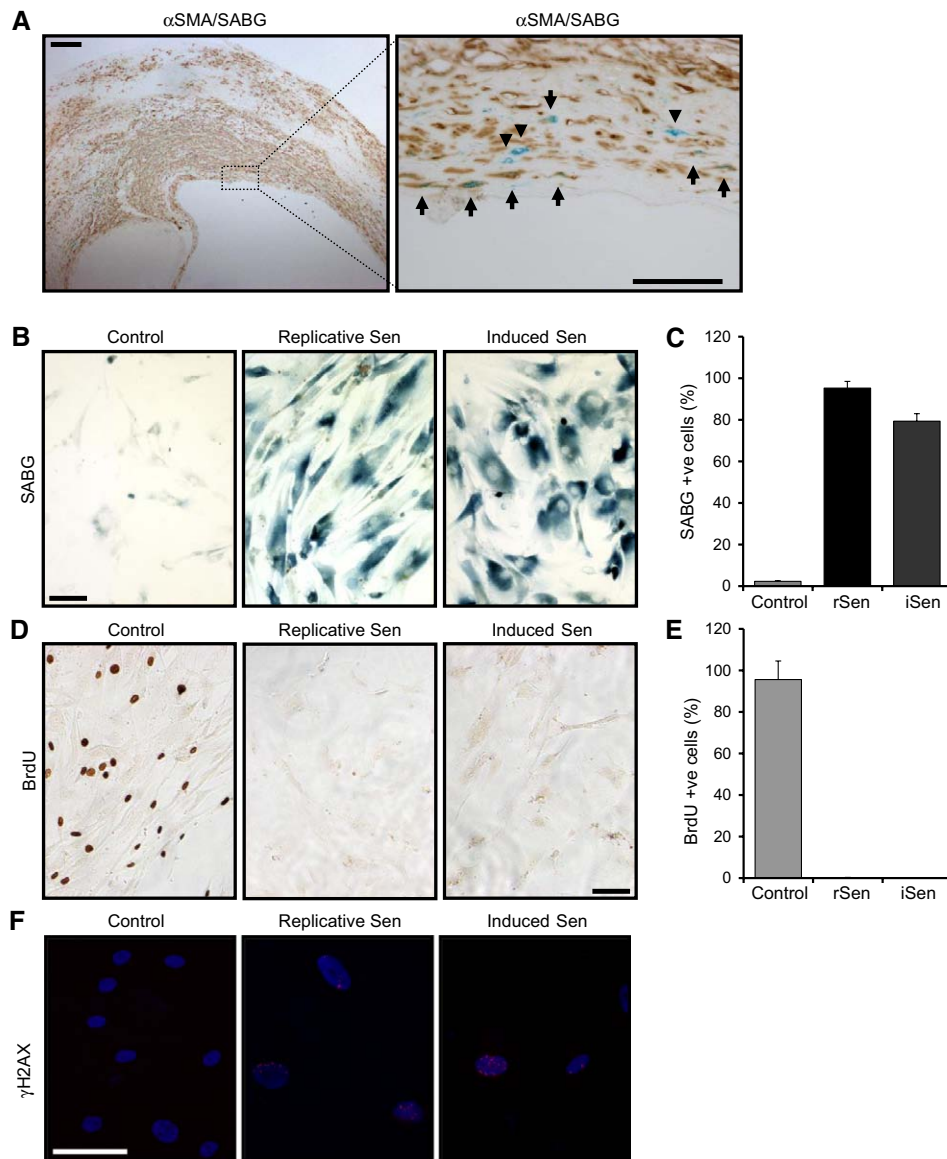 A
αSMA/SABG
αSMA/SABG
B
Control
Replicative Sen
Induced Sen
SABG
C
SABG +ve cells (%)
120
100
80
60
40
20
0
Control
rSen
iSen
D
Control
Replicative Sen
Induced Sen
BrdU
E
BrdU +ve cells (%)
120
100
80
60
40
20
0
Control
rSen
iSen
F
Control
Replicative Sen
Induced Sen
γH2AX